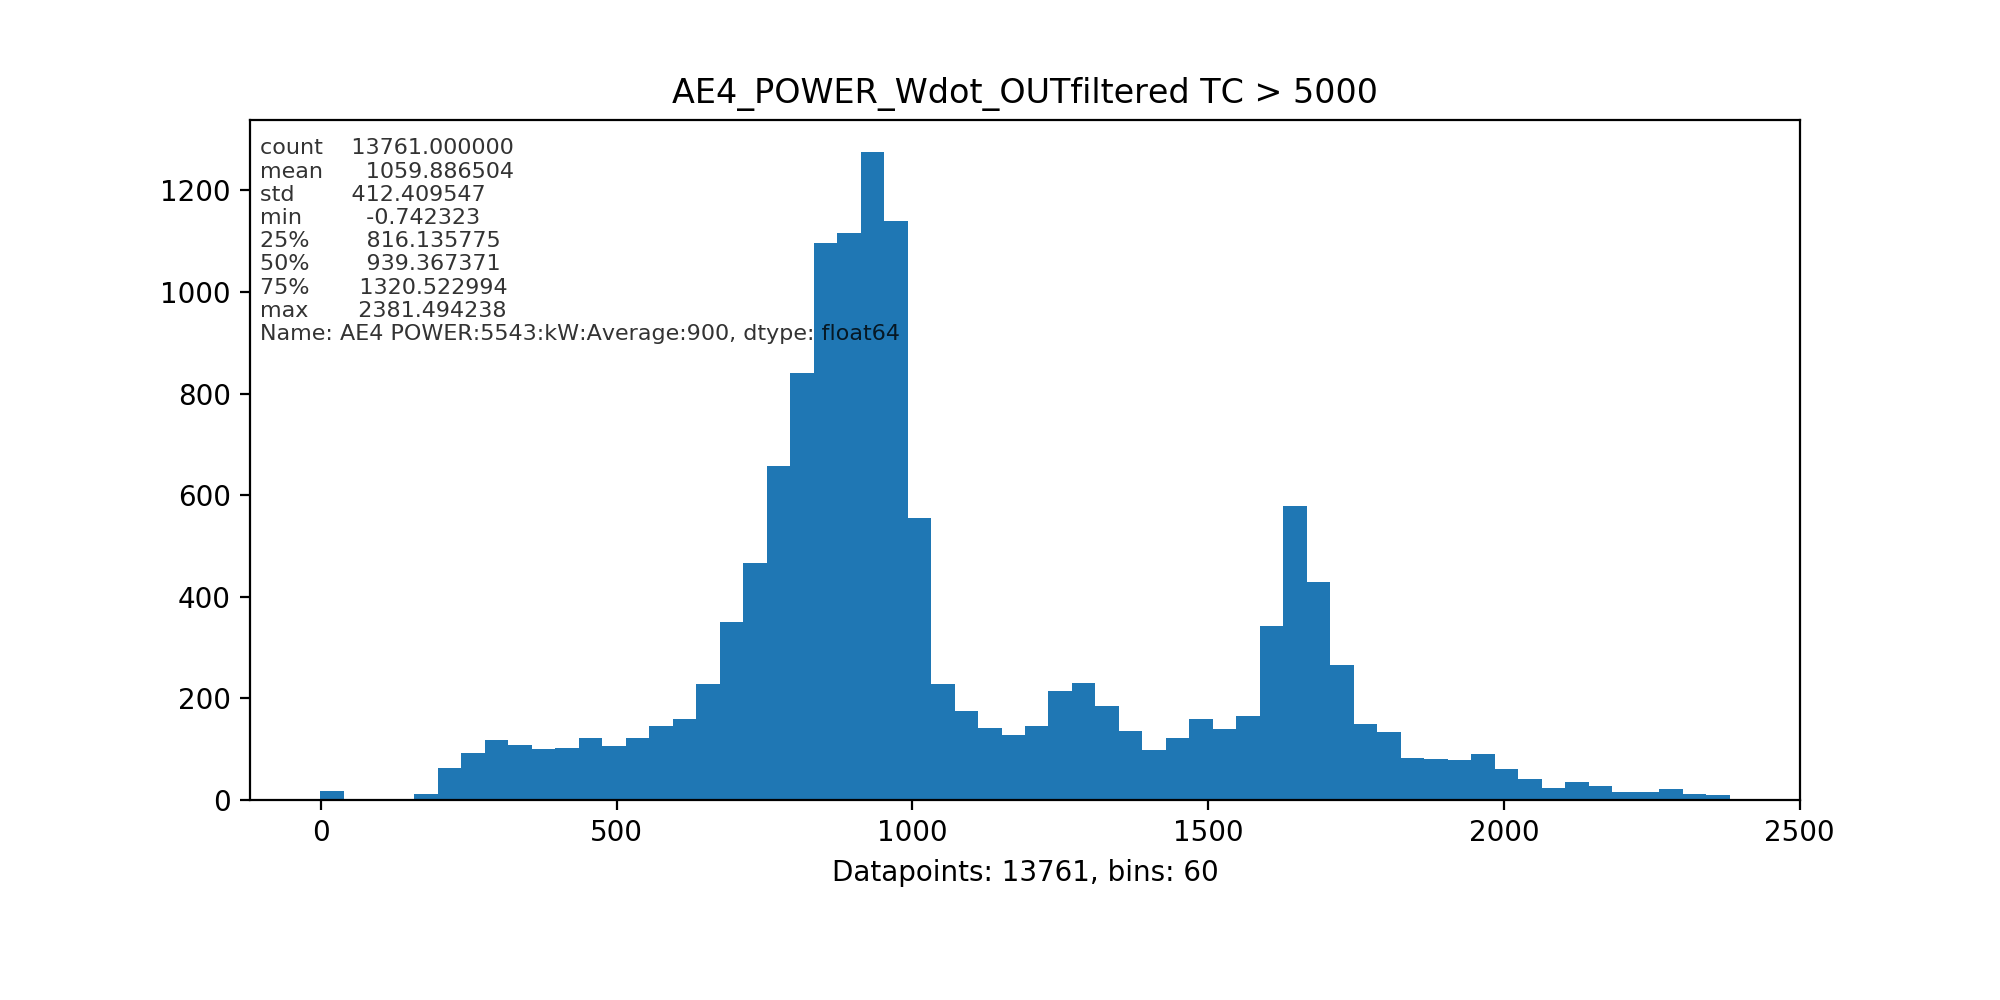 AE4_POWER_Wdot_OUTfiltered TC > 5000
count 13761.000000
mean 1059.886504
std 412.409547
min -0.742323
25% 816.135775
50% 939.367371
75% 1320.522994
max 2381.494238
Name: AE4 POWER:5543:kW:Average:900, dtype: float64
1200
1000
800
600
400
200
0
0 500 1000 1500 2000 2500
Datapoints: 13761, bins: 60